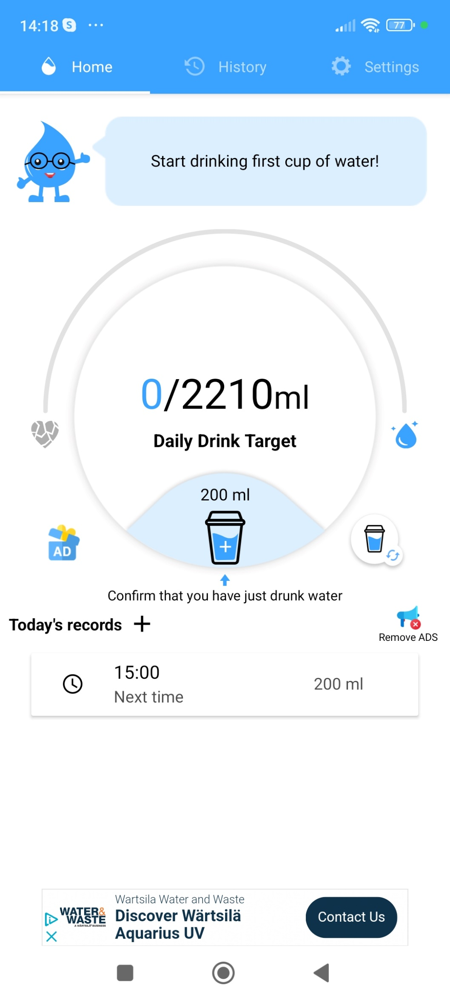 14:18 S ...
77
Home
History
Settings
Start drinking first cup of water!
0/2210ml
Daily Drink Target
200 ml
AD
Confirm that you have just drunk water
Today's records +
Remove ADS
15:00
Next time
200 ml
WATER&
WASTE
A WÄRTSILÄ BUSINESS
Wartsila Water and Waste
Discover Wärtsilä
Aquarius UV
Contact Us